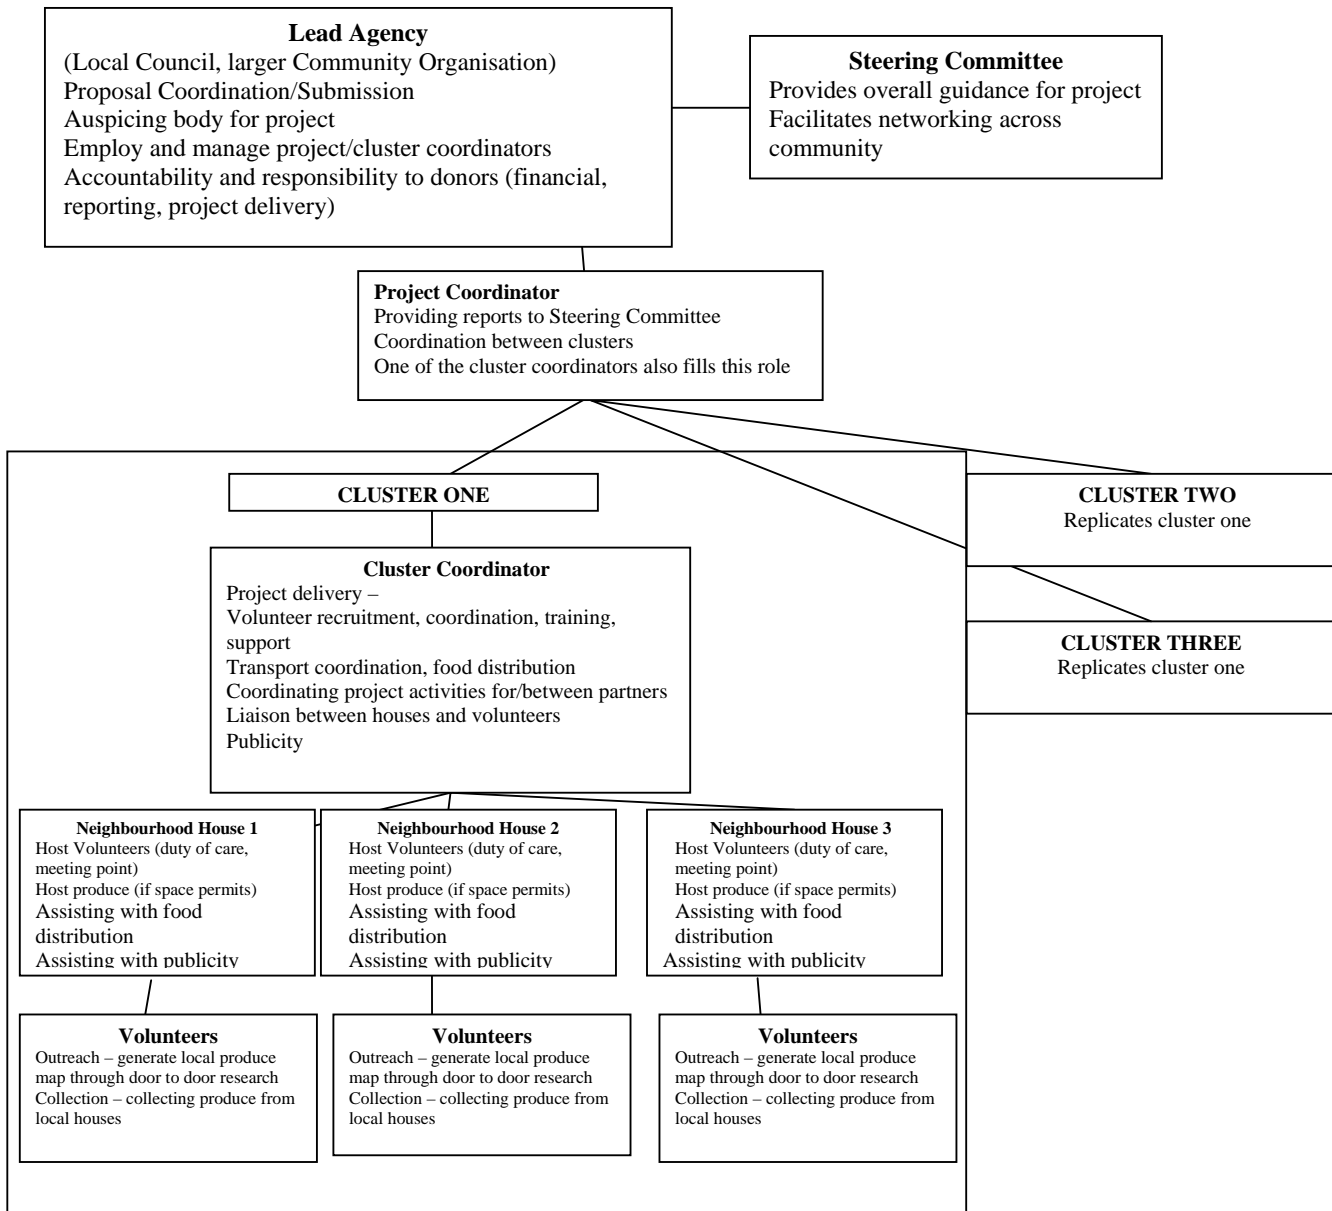 Lead Agency
(Local Council, larger Community Organisation)
Proposal Coordination/Submission
Auspicing body for project
Employ and manage project/cluster coordinators
Accountability and responsibility to donors (financial,
reporting, project delivery)
Steering Committee
Provides overall guidance for project
Facilitates networking across
community
Project Coordinator
Providing reports to Steering Committee
Coordination between clusters
One of the cluster coordinators also fills this role
CLUSTER ONE
Cluster Coordinator
Project delivery –
Volunteer recruitment, coordination, training,
support
Transport coordination, food distribution
Coordinating project activities for/between partners
Liaison between houses and volunteers
Publicity
CLUSTER TWO
Replicates cluster one
CLUSTER THREE
Replicates cluster one
Neighbourhood House 1
Host Volunteers (duty of care,
meeting point)
Host produce (if space permits)
Assisting with food
distribution
Assisting with publicity
Neighbourhood House 2
Host Volunteers (duty of care,
meeting point)
Host produce (if space permits)
Assisting with food
distribution
Assisting with publicity
Neighbourhood House 3
Host Volunteers (duty of care,
meeting point)
Host produce (if space permits)
Assisting with food
distribution
Assisting with publicity
Volunteers
Outreach – generate local produce
map through door to door research
Collection – collecting produce from
local houses
Volunteers
Outreach – generate local produce
map through door to door research
Collection – collecting produce from
local houses
Volunteers
Outreach – generate local produce
map through door to door research
Collection – collecting produce from
local houses